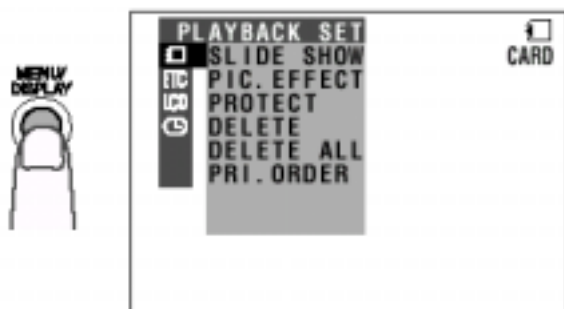 MENU/
DISPLAY
PLAYBACK SET
SLIDE SHOW
ETC PIC.EFFECT
LCD PROTECT
DELETE
DELETE ALL
PRI.ORDER
CARD